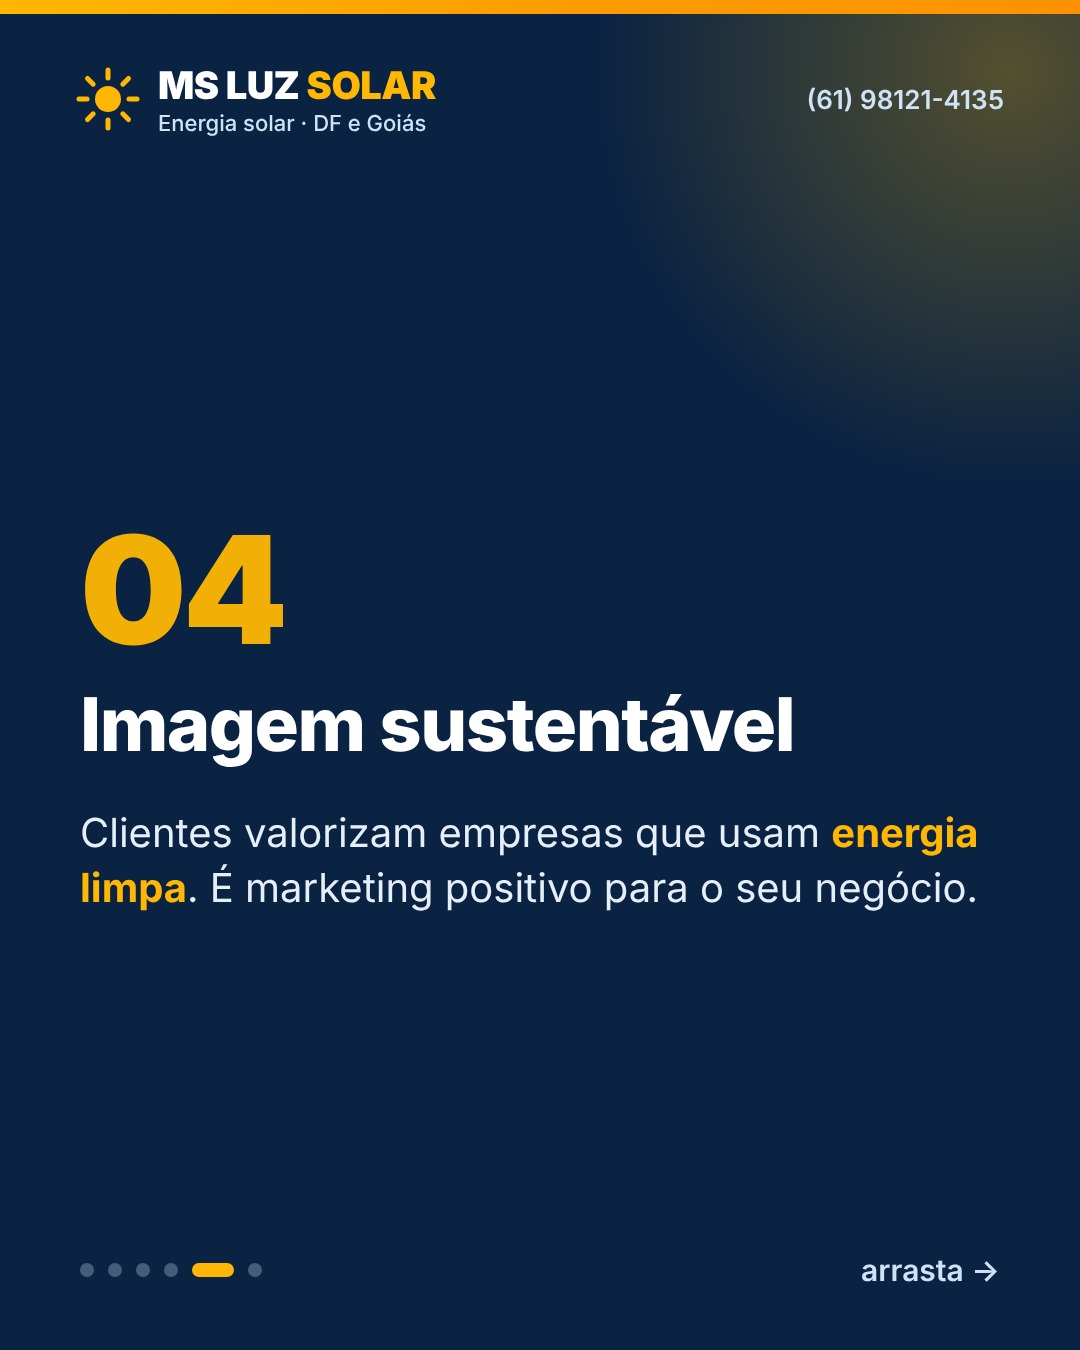 MS LUZ SOLAR
Energia solar · DF e Goiás
(61) 98121-4135
04
Imagem sustentável
Clientes valorizam empresas que usam energia
limpa. É marketing positivo para o seu negócio.
arrasta →